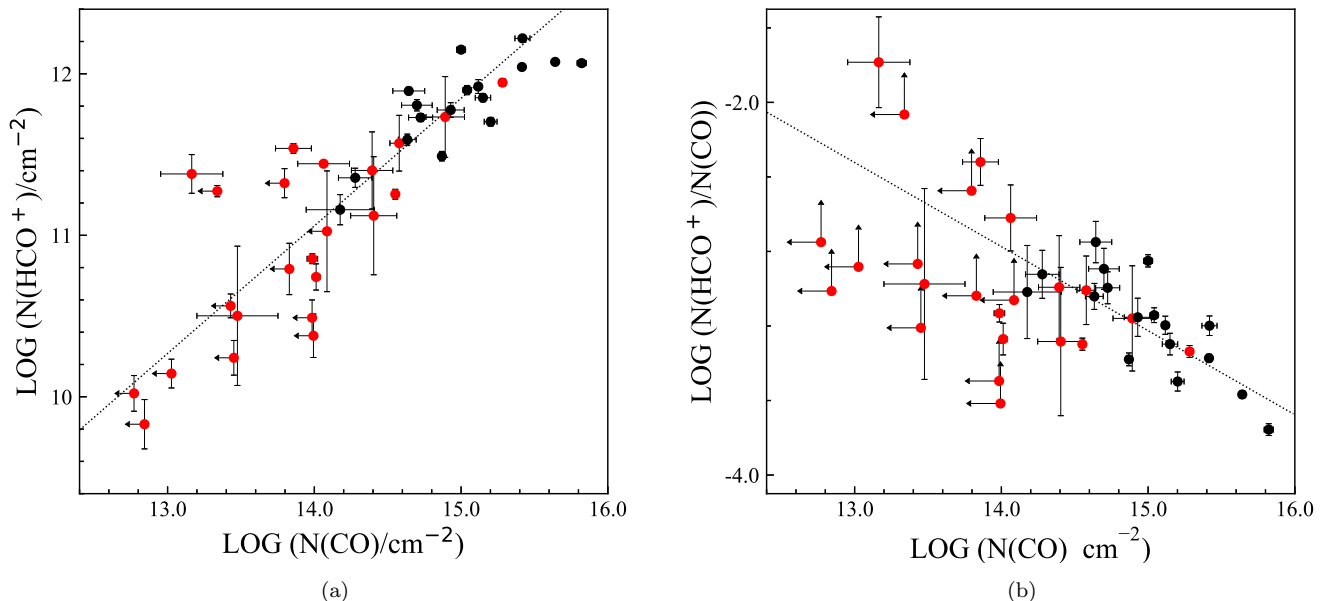 12
11
10
LOG (N(HCO⁺)/cm⁻²)
13.0 14.0 15.0 16.0
LOG (N(CO)/cm⁻²)
(a)
-2.0
-4.0
LOG (N(HCO⁺)/N(CO))
13.0 14.0 15.0 16.0
LOG (N(CO) cm⁻²)
(b)